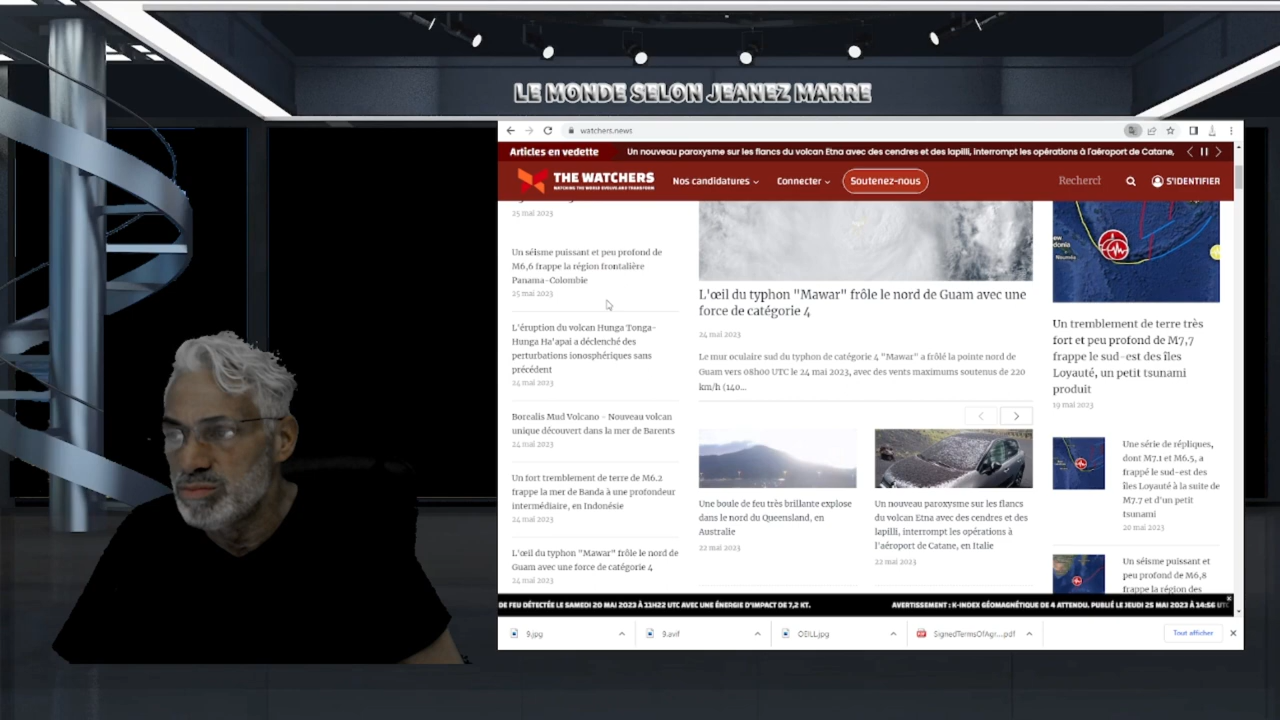 LE MONDE SELON JEANEZ MARRE
watchers.news
Articles en vedette
Un nouveau paroxysme sur les flancs du volcan Etna avec des cendres et des lapilli, interrompt les opérations à l'aéroport de Catane,
THE WATCHERS
WATCHING THE WORLD EVOLVE AND TRANSFORM
Nos candidatures
Connecter
Soutenez-nous
Rechercl
S'IDENTIFIER
25 mai 2023
Un séisme puissant et peu profond de
M6,6 frappe la région frontalière
Panama-Colombie
25 mai 2023
L'éruption du volcan Hunga Tonga-
Hunga Ha'apai a déclenché des
perturbations ionosphériques sans
précédent
24 mai 2023
Borealis Mud Volcano - Nouveau volcan
unique découvert dans la mer de Barents
24 mai 2023
Un fort tremblement de terre de M6.2
frappe la mer de Banda à une profondeur
intermédiaire, en Indonésie
24 mai 2023
L'œil du typhon "Mawar" frôle le nord de
Guam avec une force de catégorie 4
24 mai 2023
L'œil du typhon "Mawar" frôle le nord de Guam avec une
force de catégorie 4
24 mai 2023
Le mur oculaire sud du typhon de catégorie 4 "Mawar" a frôlé la pointe nord de
Guam vers 08h00 UTC le 24 mai 2023, avec des vents maximums soutenus de 220
km/h (140...
Une boule de feu très brillante explose
dans le nord du Queensland, en
Australie
22 mai 2023
Un nouveau paroxysme sur les flancs
du volcan Etna avec des cendres et des
lapilli, interrompt les opérations à
l'aéroport de Catane, en Italie
22 mai 2023
Nouméa
Un tremblement de terre très
fort et peu profond de M7,7
frappe le sud-est des îles
Loyauté, un petit tsunami
produit
19 mai 2023
Une série de répliques,
dont M7.1 et M6.5, a
frappé le sud-est des
îles Loyauté à la suite de
M7.7 et d'un petit
tsunami
20 mai 2023
Un séisme puissant et
peu profond de M6,8
frappe la région des
DE FEU DÉTECTÉE LE SAMEDI 20 MAI 2023 À 11H22 UTC AVEC UNE ÉNERGIE D'IMPACT DE 7,2 KT.
AVERTISSEMENT : K-INDEX GÉOMAGNÉTIQUE DE 4 ATTENDU. PUBLIÉ LE JEUDI 25 MAI 2023 À 14:56 UTC
9.jpg
9.avif
OEILL.jpg
SignedTermsOfAgr....pdf
Tout afficher